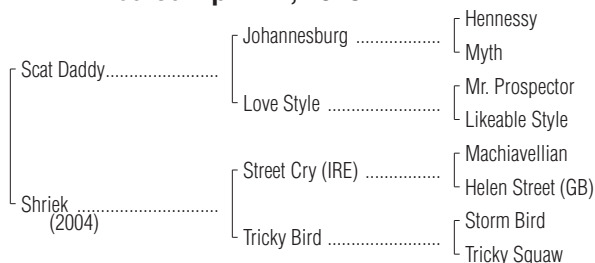 Scat Daddy
Shriek
(2004)
Johannesburg
Love Style
Street Cry (IRE)
Tricky Bird
Hennessy
Myth
Mr. Prospector
Likeable Style
Machiavellian
Helen Street (GB)
Storm Bird
Tricky Squaw